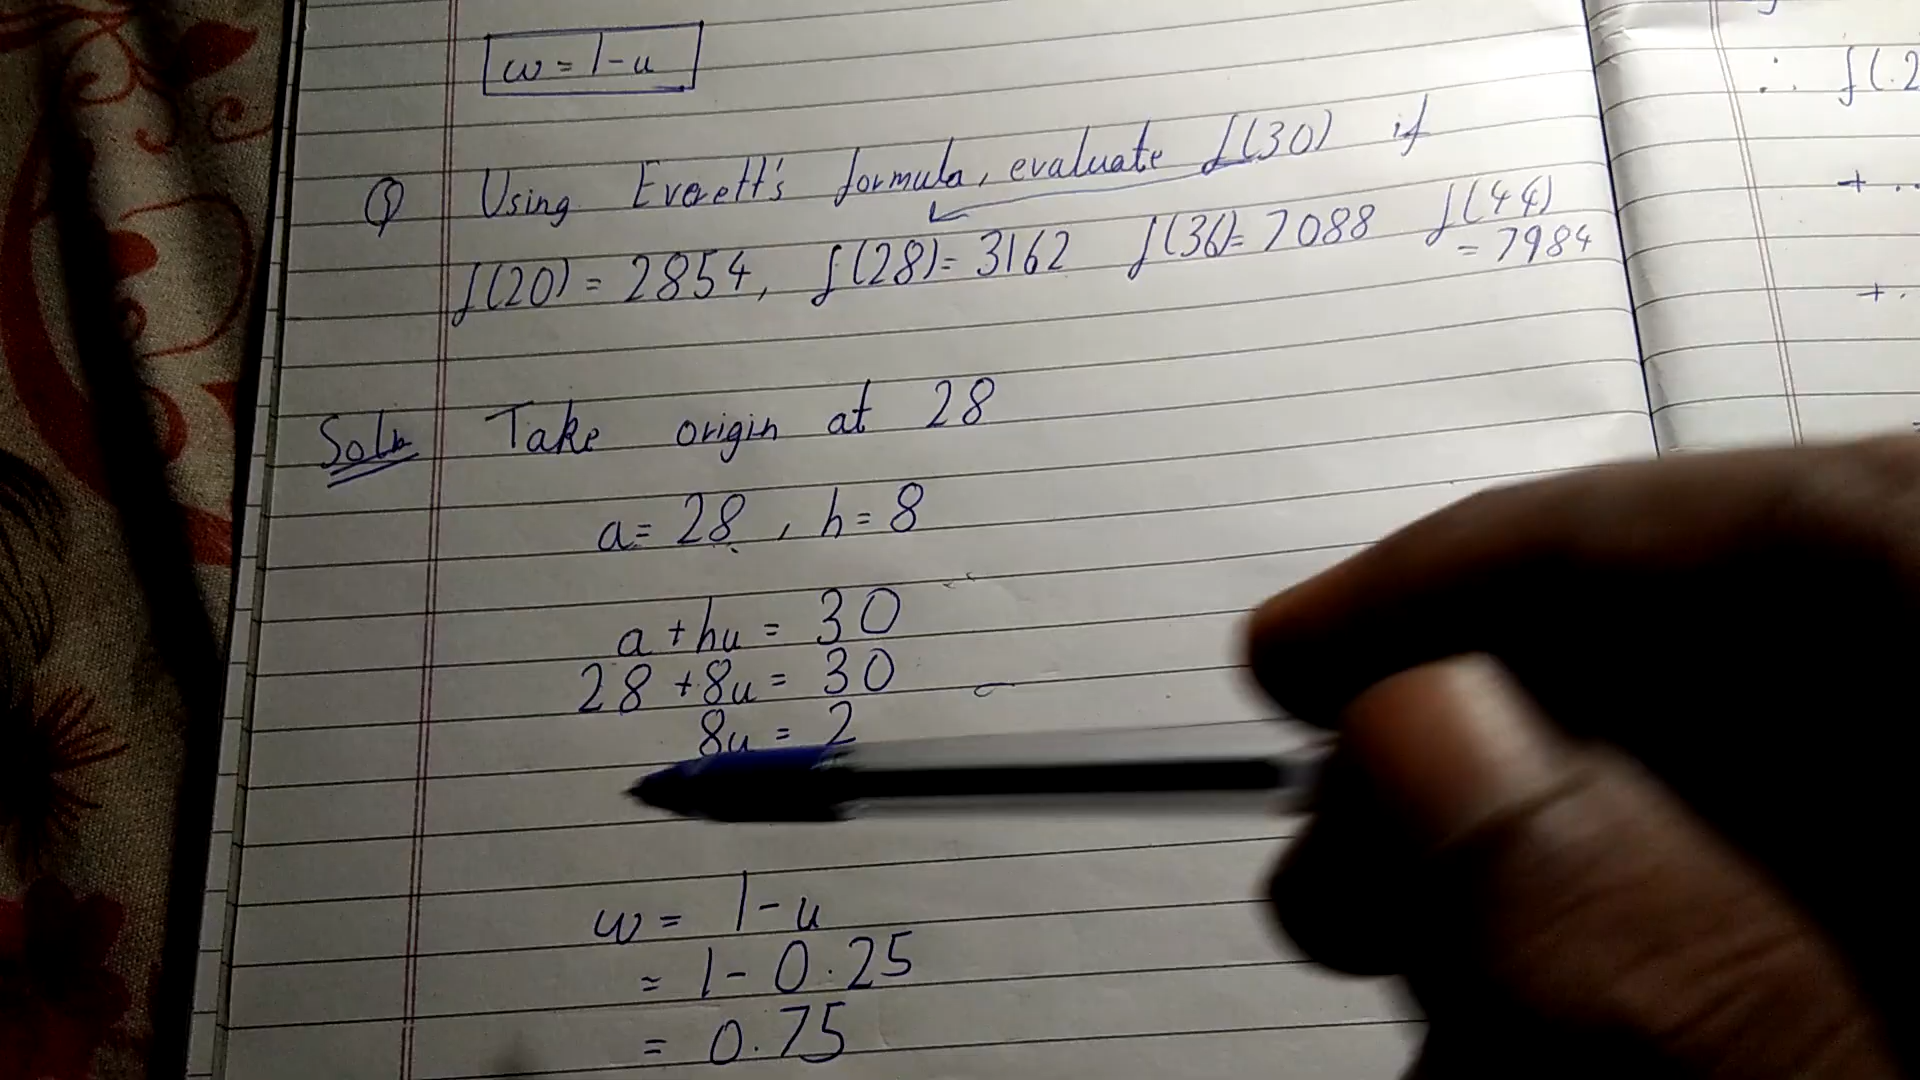 w = 1-u
Q Using Everett's formula, evaluate f(30) if
f(20) = 2854, f(28)= 3162 f(36)= 7088 f(44)
= 7984
Soln Take origin at 28
a= 28, h= 8
a+hu = 30
28 +8u = 30
8u = 2
w = 1-u
= 1- 0.25
= 0.75
∴ f(.2
+ ..
+ .